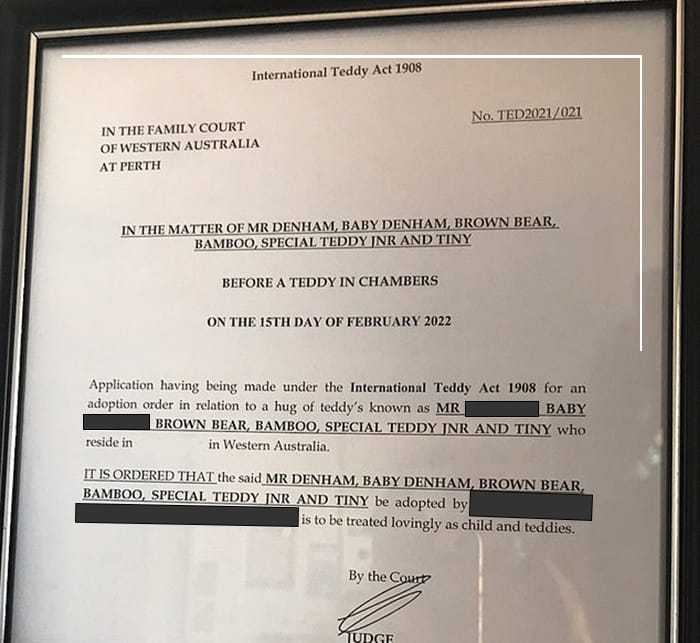 International Teddy Act 1908
No. TED2021/021
IN THE FAMILY COURT
OF WESTERN AUSTRALIA
AT PERTH
IN THE MATTER OF MR DENHAM, BABY DENHAM, BROWN BEAR,
BAMBOO, SPECIAL TEDDY JNR AND TINY
BEFORE A TEDDY IN CHAMBERS
ON THE 15TH DAY OF FEBRUARY 2022
Application having being made under the International Teddy Act 1908 for an
adoption order in relation to a hug of teddy's known as MR BABY
BROWN BEAR, BAMBOO, SPECIAL TEDDY JNR AND TINY who
reside in in Western Australia.
IT IS ORDERED THAT the said MR DENHAM, BABY DENHAM, BROWN BEAR,
BAMBOO, SPECIAL TEDDY JNR AND TINY be adopted by
is to be treated lovingly as child and teddies.
By the Court
JUDGE